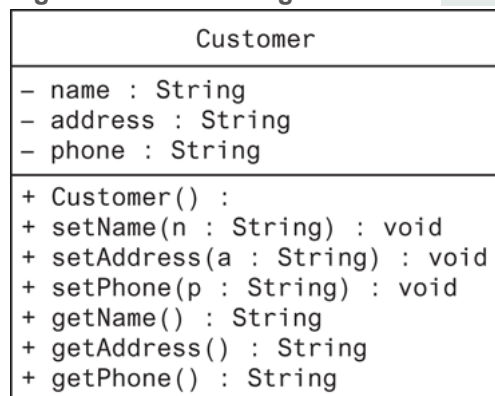 Customer
– name : String
– address : String
– phone : String
+ Customer() :
+ setName(n : String) : void
+ setAddress(a : String) : void
+ setPhone(p : String) : void
+ getName() : String
+ getAddress() : String
+ getPhone() : String